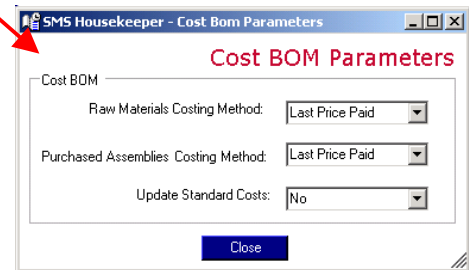 SMS Housekeeper - Cost Bom Parameters
Cost BOM Parameters
Cost BOM
Raw Materials Costing Method: Last Price Paid
Purchased Assemblies Costing Method: Last Price Paid
Update Standard Costs: No
Close